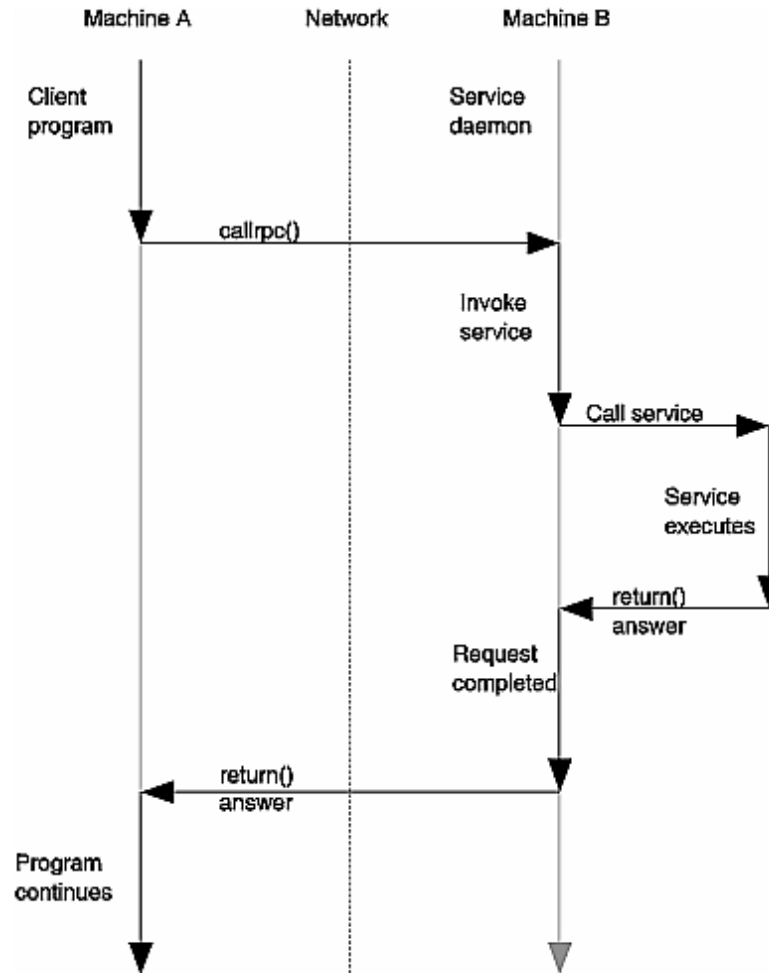 Machine A
Network
Machine B
Client
program
Service
daemon
callrpc()
Invoke
service
Call service
Service
executes
return()
answer
Request
completed
return()
answer
Program
continues